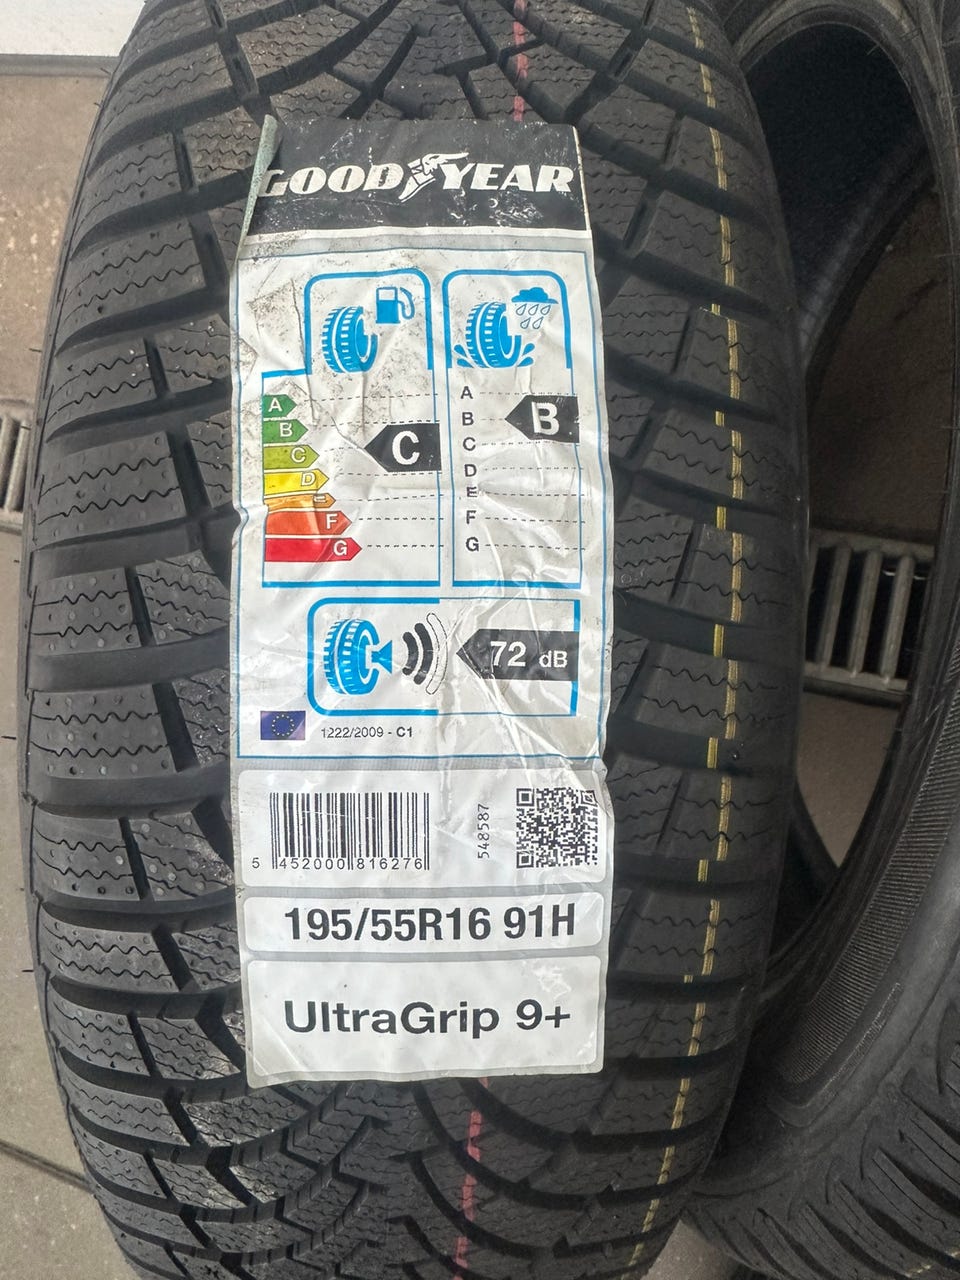 GOODYEAR
A
B
C
D
E
F
G
C
A
B
C
D
E
F
G
B
72 dB
1222/2009 - C1
5 452000 816276
548587
195/55R16 91H
UltraGrip 9+